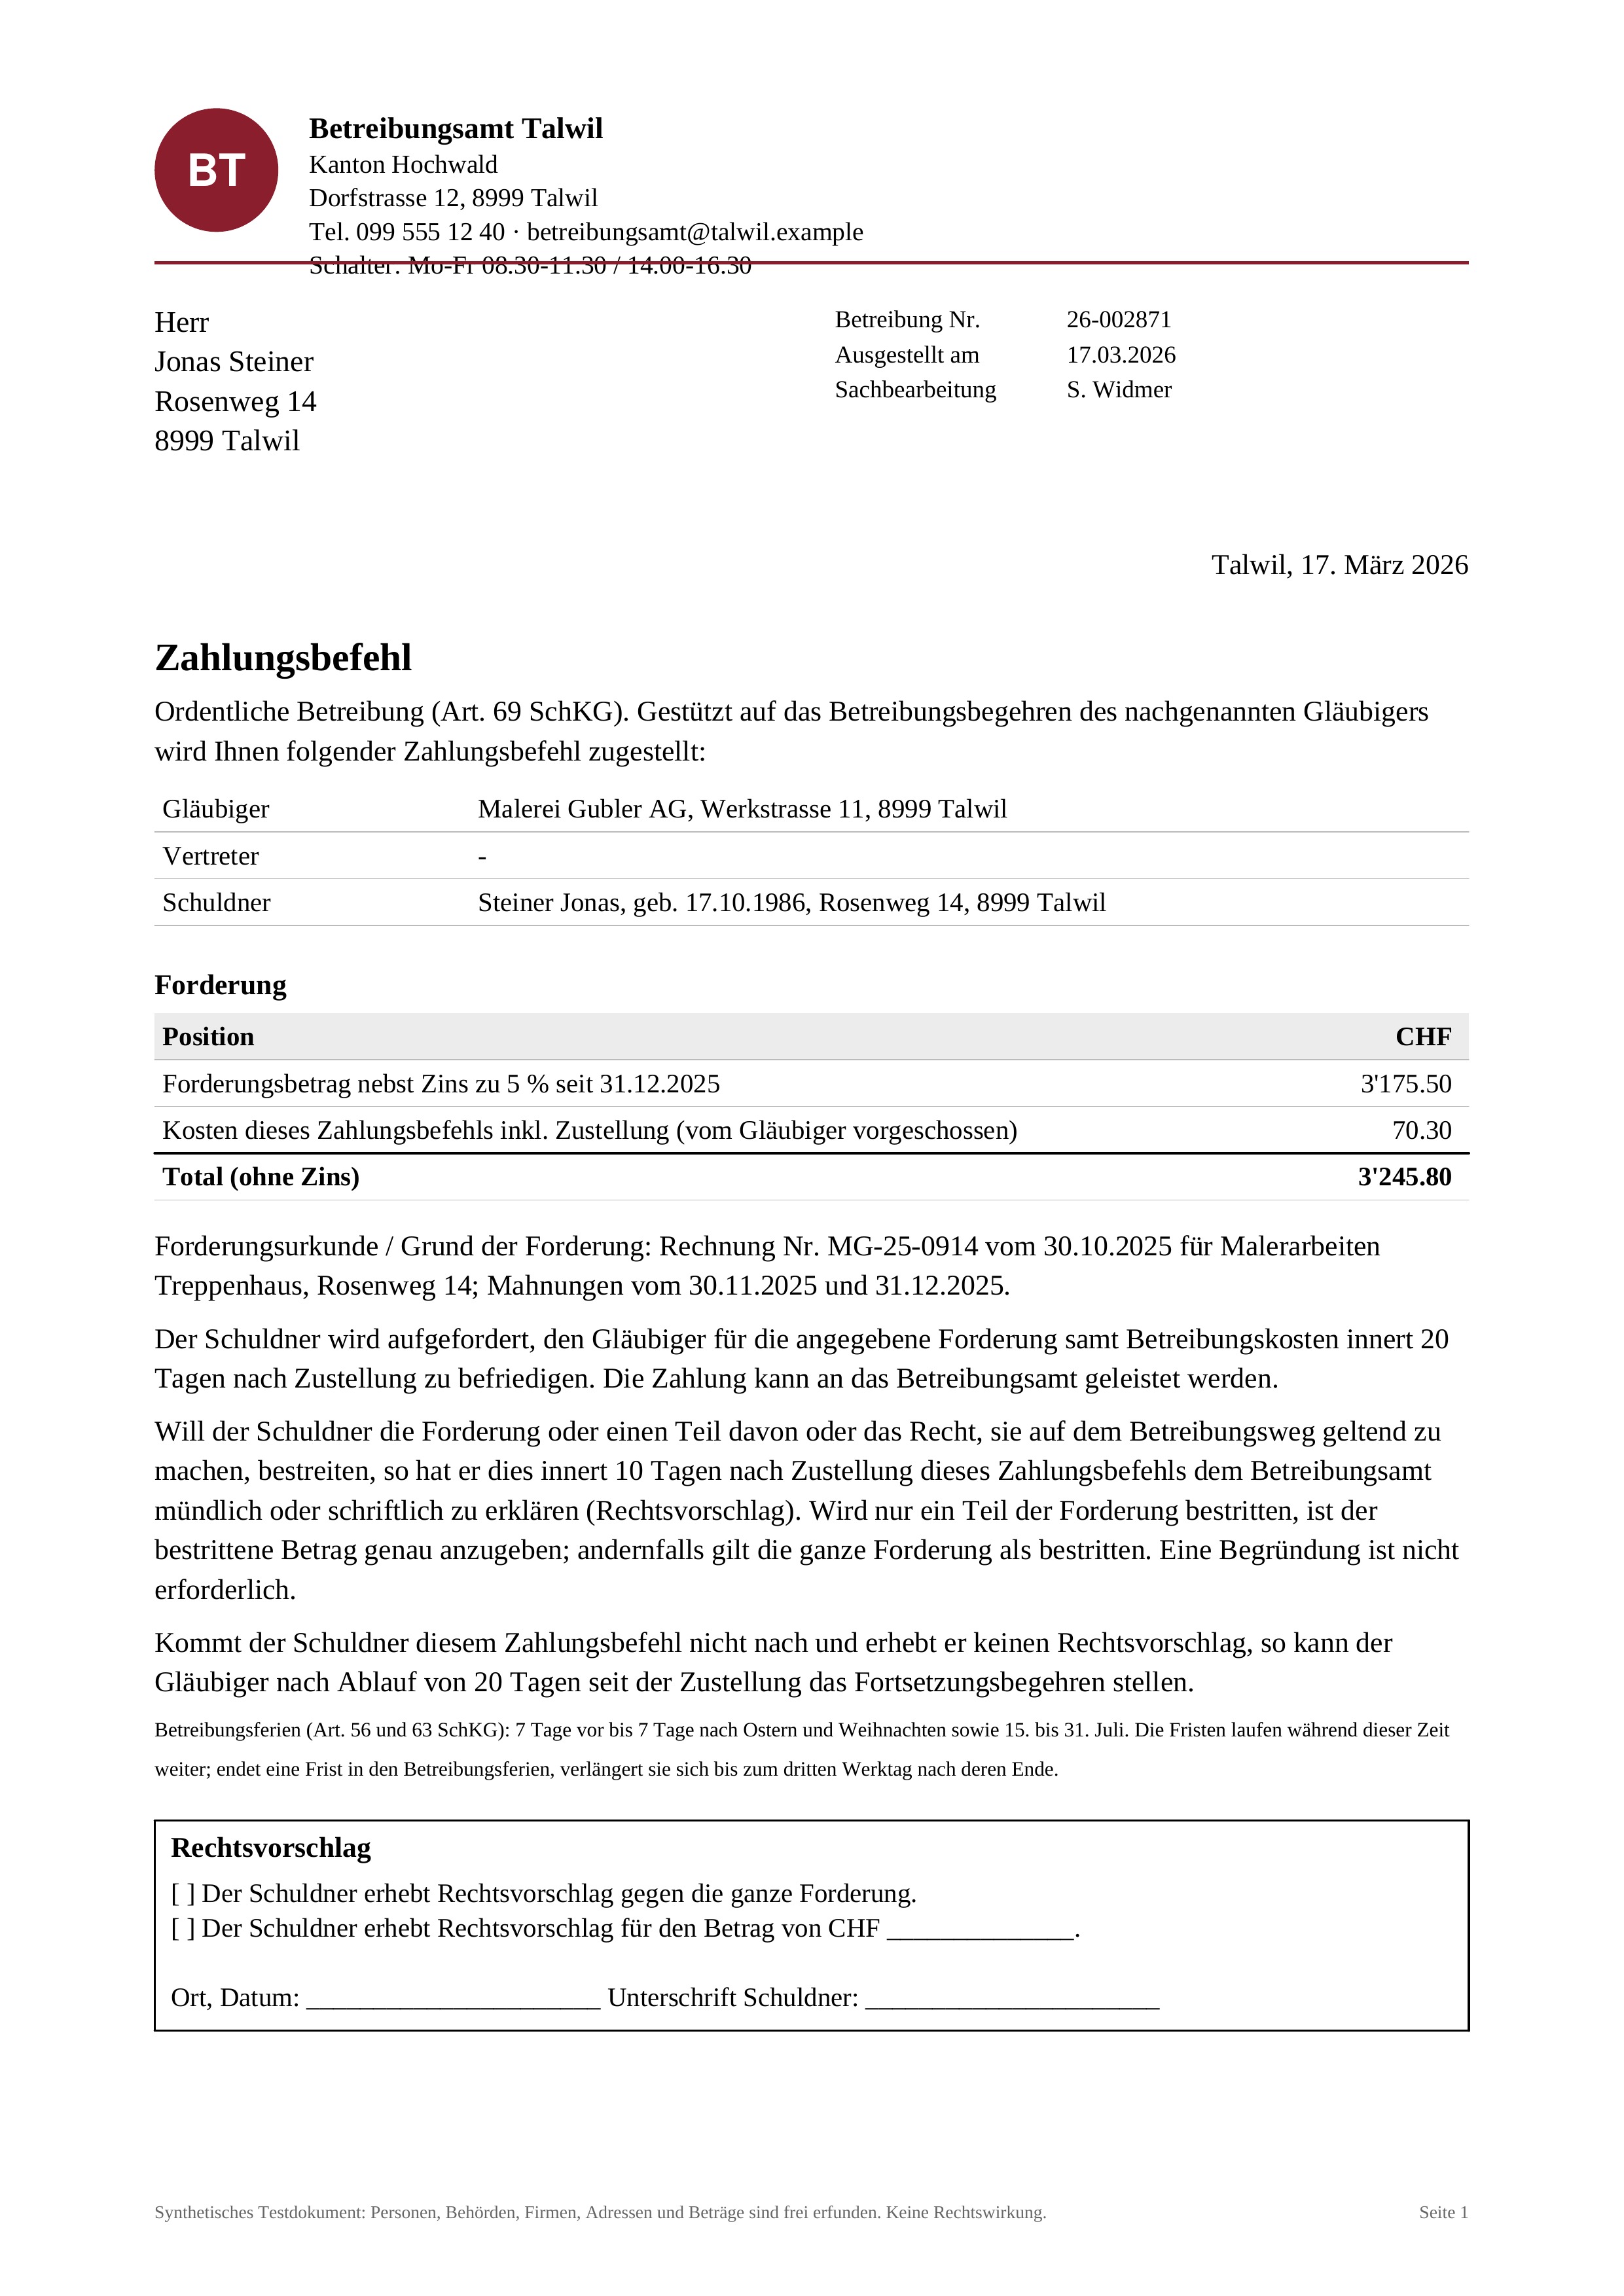 BT
Betreibungsamt Talwil
Kanton Hochwald
Dorfstrasse 12, 8999 Talwil
Tel. 099 555 12 40 · betreibungsamt@talwil.example
Schalter: Mo-Fr 08.30-11.30 / 14.00-16.30
Herr
Jonas Steiner
Rosenweg 14
8999 Talwil
Betreibung Nr. 26-002871
Ausgestellt am 17.03.2026
Sachbearbeitung S. Widmer
Talwil, 17. März 2026
Zahlungsbefehl
Ordentliche Betreibung (Art. 69 SchKG). Gestützt auf das Betreibungsbegehren des nachgenannten Gläubigers
wird Ihnen folgender Zahlungsbefehl zugestellt:
Gläubiger Malerei Gubler AG, Werkstrasse 11, 8999 Talwil
Vertreter -
Schuldner Steiner Jonas, geb. 17.10.1986, Rosenweg 14, 8999 Talwil
Forderung
Position CHF
Forderungsbetrag nebst Zins zu 5 % seit 31.12.2025 3'175.50
Kosten dieses Zahlungsbefehls inkl. Zustellung (vom Gläubiger vorgeschossen) 70.30
Total (ohne Zins) 3'245.80
Forderungsurkunde / Grund der Forderung: Rechnung Nr. MG-25-0914 vom 30.10.2025 für Malerarbeiten
Treppenhaus, Rosenweg 14; Mahnungen vom 30.11.2025 und 31.12.2025.
Der Schuldner wird aufgefordert, den Gläubiger für die angegebene Forderung samt Betreibungskosten innert 20
Tagen nach Zustellung zu befriedigen. Die Zahlung kann an das Betreibungsamt geleistet werden.
Will der Schuldner die Forderung oder einen Teil davon oder das Recht, sie auf dem Betreibungsweg geltend zu
machen, bestreiten, so hat er dies innert 10 Tagen nach Zustellung dieses Zahlungsbefehls dem Betreibungsamt
mündlich oder schriftlich zu erklären (Rechtsvorschlag). Wird nur ein Teil der Forderung bestritten, ist der
bestrittene Betrag genau anzugeben; andernfalls gilt die ganze Forderung als bestritten. Eine Begründung ist nicht
erforderlich.
Kommt der Schuldner diesem Zahlungsbefehl nicht nach und erhebt er keinen Rechtsvorschlag, so kann der
Gläubiger nach Ablauf von 20 Tagen seit der Zustellung das Fortsetzungsbegehren stellen.
Betreibungsferien (Art. 56 und 63 SchKG): 7 Tage vor bis 7 Tage nach Ostern und Weihnachten sowie 15. bis 31. Juli. Die Fristen laufen während dieser Zeit
weiter; endet eine Frist in den Betreibungsferien, verlängert sie sich bis zum dritten Werktag nach deren Ende.
Rechtsvorschlag
[ ] Der Schuldner erhebt Rechtsvorschlag gegen die ganze Forderung.
[ ] Der Schuldner erhebt Rechtsvorschlag für den Betrag von CHF ______________.
Ort, Datum: ______________________ Unterschrift Schuldner: ______________________
Synthetisches Testdokument: Personen, Behörden, Firmen, Adressen und Beträge sind frei erfunden. Keine Rechtswirkung. Seite 1